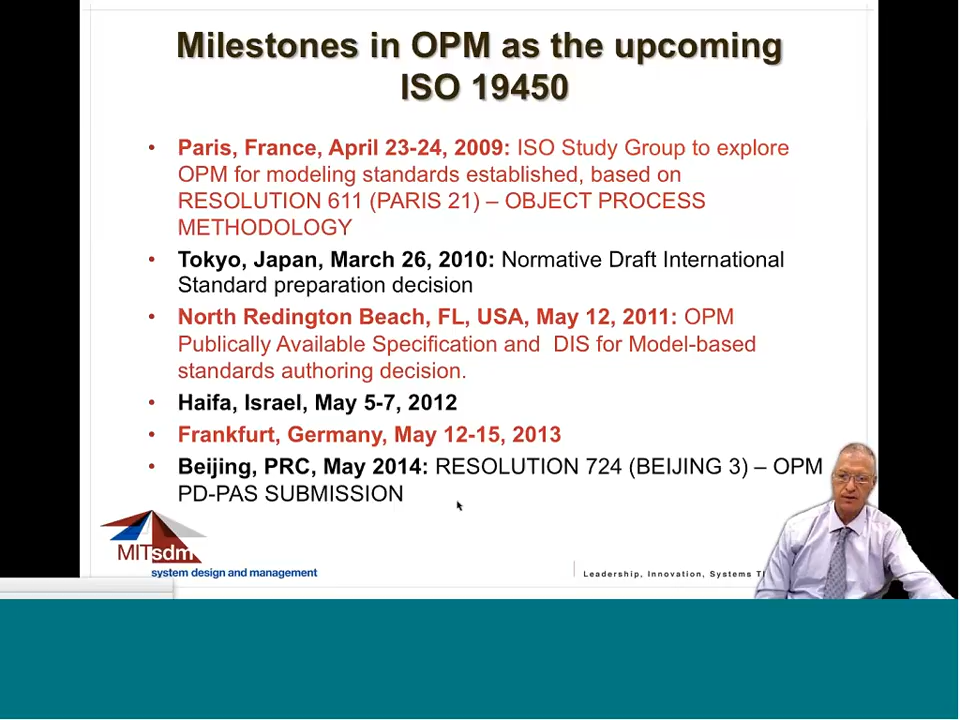 Milestones in OPM as the upcoming
ISO 19450
• Paris, France, April 23-24, 2009: ISO Study Group to explore
OPM for modeling standards established, based on
RESOLUTION 611 (PARIS 21) – OBJECT PROCESS
METHODOLOGY
• Tokyo, Japan, March 26, 2010: Normative Draft International
Standard preparation decision
• North Redington Beach, FL, USA, May 12, 2011: OPM
Publically Available Specification and DIS for Model-based
standards authoring decision.
• Haifa, Israel, May 5-7, 2012
• Frankfurt, Germany, May 12-15, 2013
• Beijing, PRC, May 2014: RESOLUTION 724 (BEIJING 3) – OPM
PD-PAS SUBMISSION
MITsdm
system design and management
Leadership, Innovation, Systems